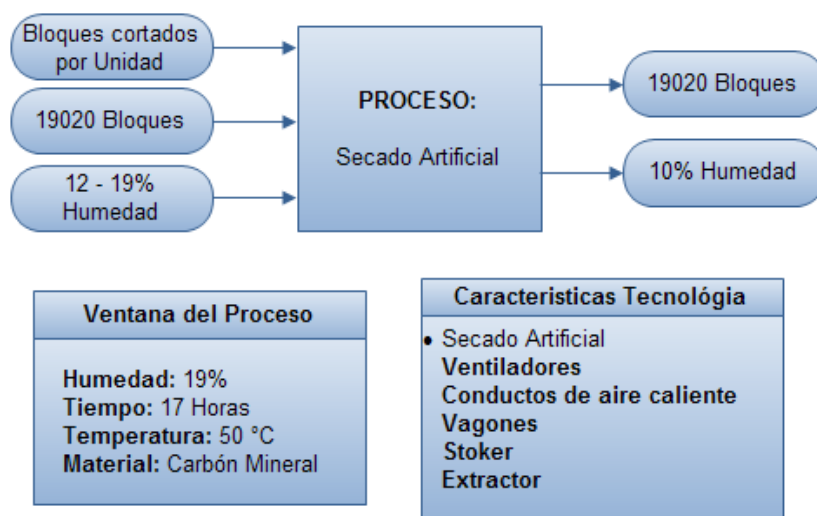 Bloques cortados
por Unidad
19020 Bloques
12 - 19%
Humedad
PROCESO:
Secado Artificial
19020 Bloques
10% Humedad
Ventana del Proceso
Humedad: 19%
Tiempo: 17 Horas
Temperatura: 50 °C
Material: Carbón Mineral
Caracteristicas Tecnológia
• Secado Artificial
Ventiladores
Conductos de aire caliente
Vagones
Stoker
Extractor